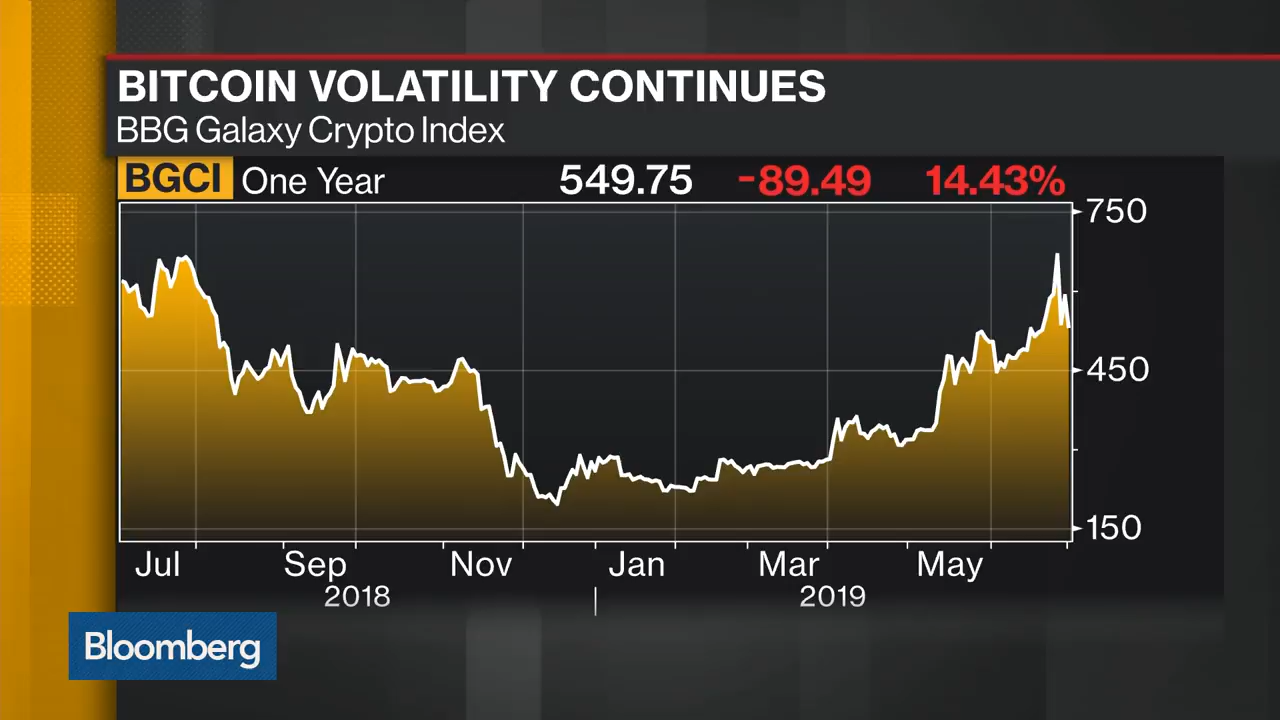 BITCOIN VOLATILITY CONTINUES
BBG Galaxy Crypto Index
BGCI One Year 549.75 -89.49 14.43%
750
450
150
Jul Sep Nov Jan Mar May
2018 2019
Bloomberg